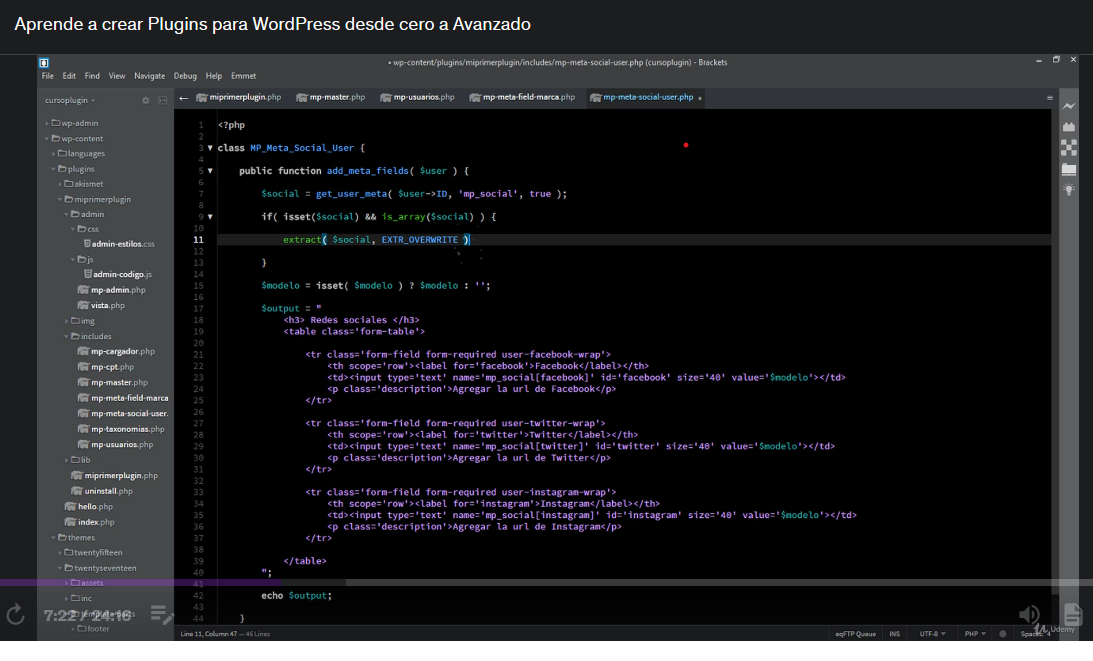 Aprende a crear Plugins para WordPress desde cero a Avanzado
• wp-content/plugins/miprimerplugin/includes/mp-meta-social-user.php (cursoplugin) - Brackets
File Edit Find View Navigate Debug Help Emmet
cursoplugin
wp-admin
wp-content
languages
plugins
akismet
miprimerplugin
admin
css
admin-estilos.css
js
admin-codigo.js
mp-admin.php
vista.php
img
includes
mp-cargador.php
mp-cpt.php
mp-master.php
mp-meta-field-marca
mp-meta-social-user.
mp-taxonomias.php
mp-usuarios.php
lib
miprimerplugin.php
uninstall.php
hello.php
index.php
themes
twentyfifteen
twentyseventeen
assets
inc
template-parts
footer
miprimerplugin.php mp-master.php mp-usuarios.php mp-meta-field-marca.php mp-meta-social-user.php
1 <?php
2
3 class MP_Meta_Social_User {
4
5 public function add_meta_fields( $user ) {
6
7 $social = get_user_meta( $user->ID, 'mp_social', true );
8
9 if( isset($social) && is_array($social) ) {
10
11 extract( $social, EXTR_OVERWRITE )
12
13 }
14
15 $modelo = isset( $modelo ) ? $modelo : '';
16
17 $output = "
18 <h3> Redes sociales </h3>
19 <table class='form-table'>
20
21 <tr class='form-field form-required user-facebook-wrap'>
22 <th scope='row'><label for='facebook'>Facebook</label></th>
23 <td><input type='text' name='mp_social[facebook]' id='facebook' size='40' value='$modelo'></td>
24 <p class='description'>Agregar la url de Facebook</p>
25 </tr>
26
27 <tr class='form-field form-required user-twitter-wrap'>
28 <th scope='row'><label for='twitter'>Twitter</label></th>
29 <td><input type='text' name='mp_social[twitter]' id='twitter' size='40' value='$modelo'></td>
30 <p class='description'>Agregar la url de Twitter</p>
31 </tr>
32
33 <tr class='form-field form-required user-instagram-wrap'>
34 <th scope='row'><label for='instagram'>Instagram</label></th>
35 <td><input type='text' name='mp_social[instagram]' id='instagram' size='40' value='$modelo'></td>
36 <p class='description'>Agregar la url de Instagram</p>
37 </tr>
38
39 </table>
40 ";
41
42 echo $output;
43
44 }
7:22 / 24:16
Line 11, Column 47 — 46 Lines
eqFTP Queue INS UTF-8 PHP Spaces: 4
Udemy